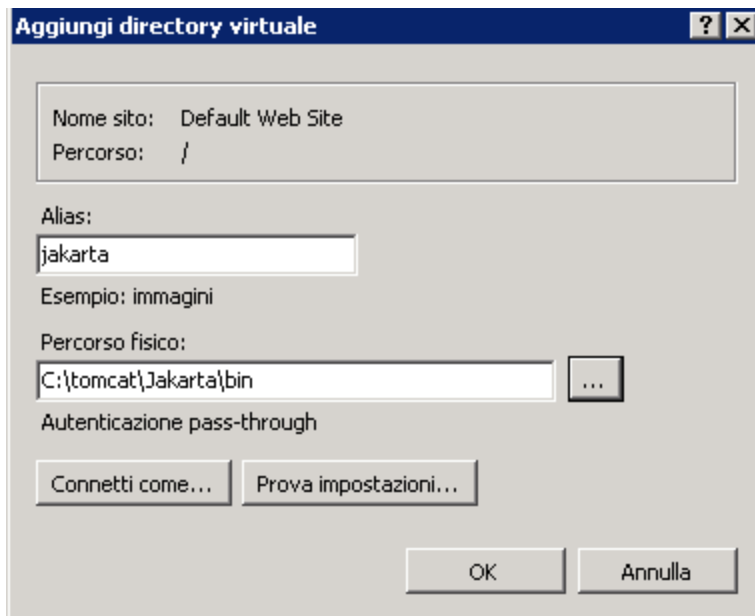 Aggiungi directory virtuale
Nome sito: Default Web Site
Percorso: /
Alias:
jakarta
Esempio: immagini
Percorso fisico:
C:\tomcat\Jakarta\bin
...
Autenticazione pass-through
Connetti come... Prova impostazioni...
OK Annulla